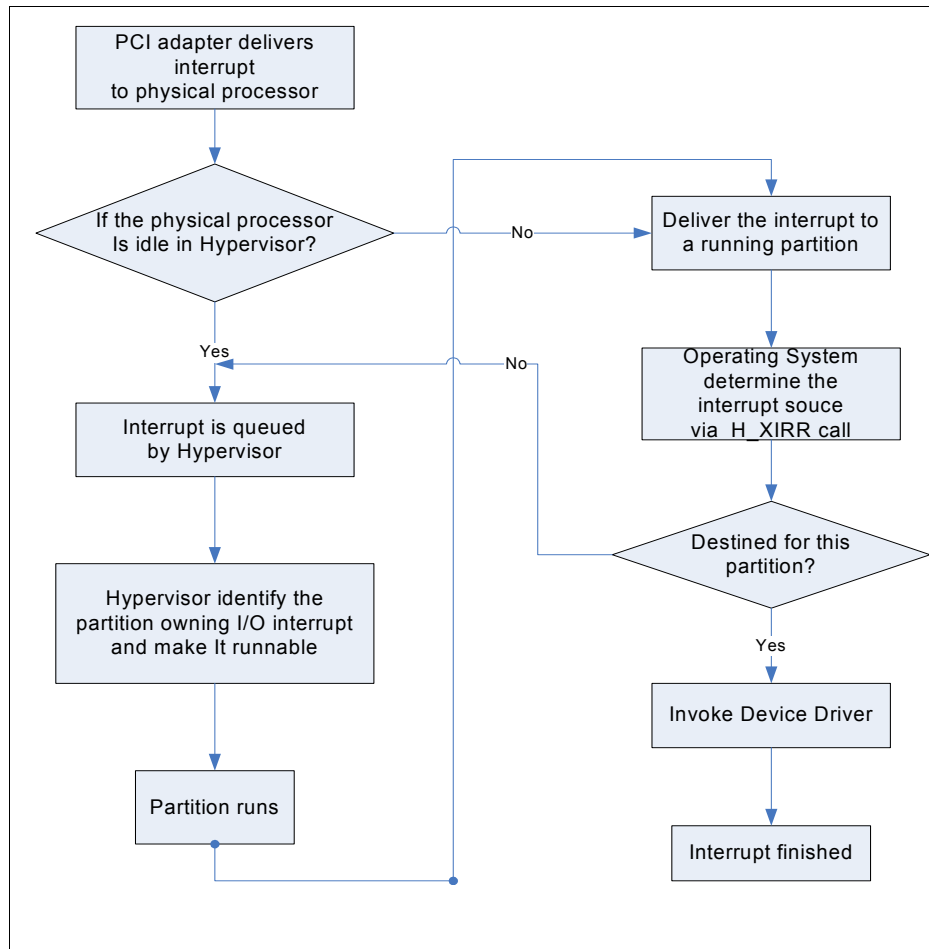 PCI adapter delivers
interrupt
to physical processor
If the physical processor
Is idle in Hypervisor?
No
Yes
Interrupt is queued
by Hypervisor
Hypervisor identify the
partition owning I/O interrupt
and make It runnable
Partition runs
Deliver the interrupt to
a running partition
Operating System
determine the
interrupt souce
via H_XIRR call
Destined for this
partition?
No
Yes
Invoke Device Driver
Interrupt finished